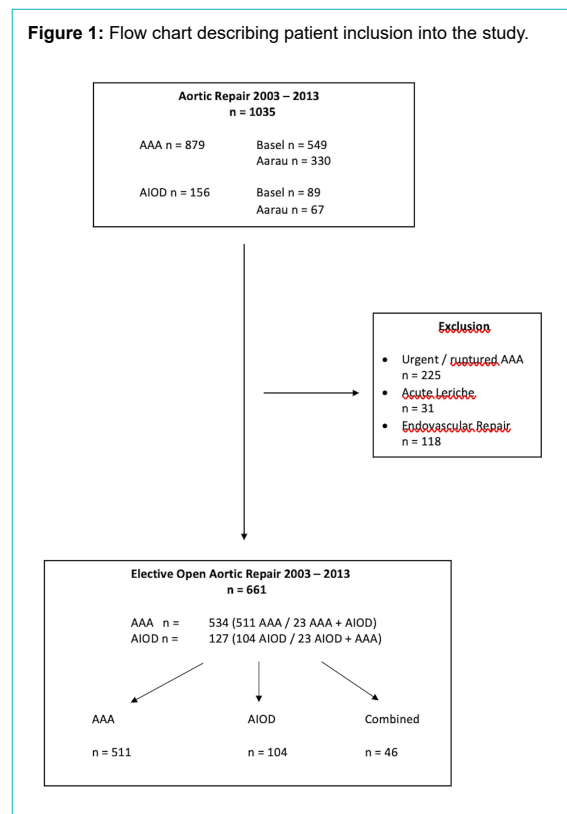 Figure 1: Flow chart describing patient inclusion into the study.
Aortic Repair 2003 – 2013
n = 1035
AAA n = 879 Basel n = 549
Aarau n = 330
AIOD n = 156 Basel n = 89
Aarau n = 67
Exclusion
• Urgent / ruptured AAA
n = 225
• Acute Leriche
n = 31
• Endovascular Repair
n = 118
Elective Open Aortic Repair 2003 – 2013
n = 661
AAA n = 534 (511 AAA / 23 AAA + AIOD)
AIOD n = 127 (104 AIOD / 23 AIOD + AAA)
AAA AIOD Combined
n = 511 n = 104 n = 46